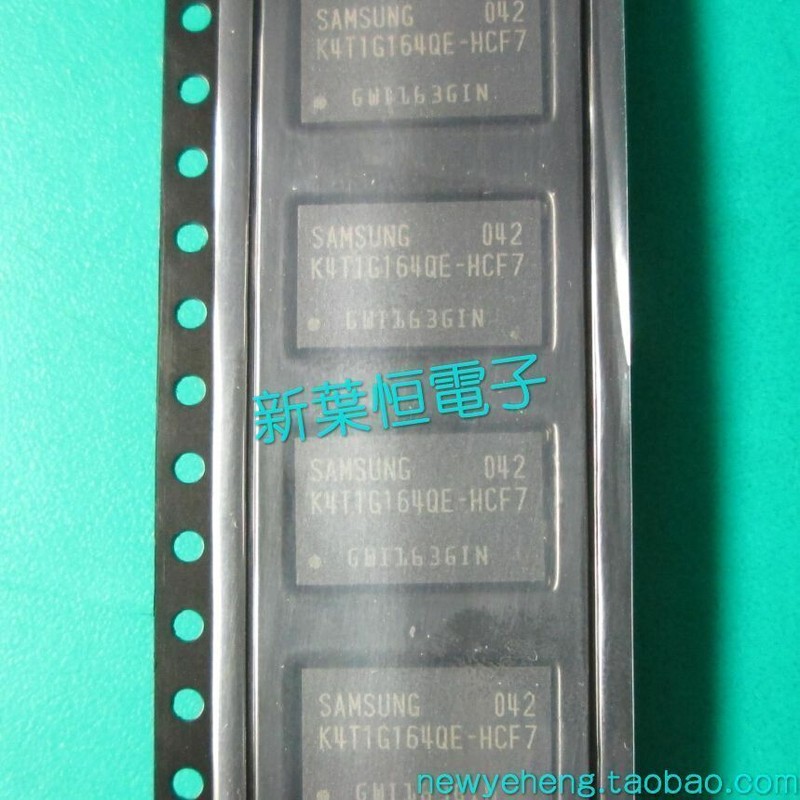 SAMSUNG 042
K4T1G164QE-HCF7
SAMSUNG 042
K4T1G164QE-HCF7
GWI163GIN
新葉恒電子
SAMSUNG 042
K4T1G164QE-HCF7
GWI163GIN
SAMSUNG 042
K4T1G164QE-HCF7
newyeheng.taobao.com